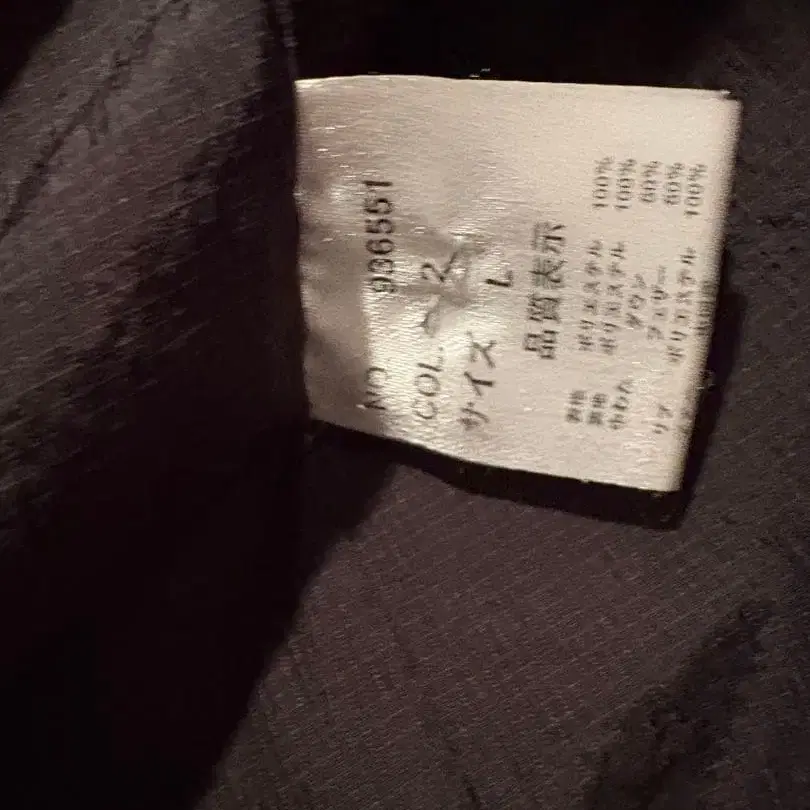 NO 936551
COL. 2
サイズ L
品質表示
表地 ポリエステル 100%
裏地 ポリエステル 100%
中わた ダウン 60%
フェザー
リブ ポリエステル 100%